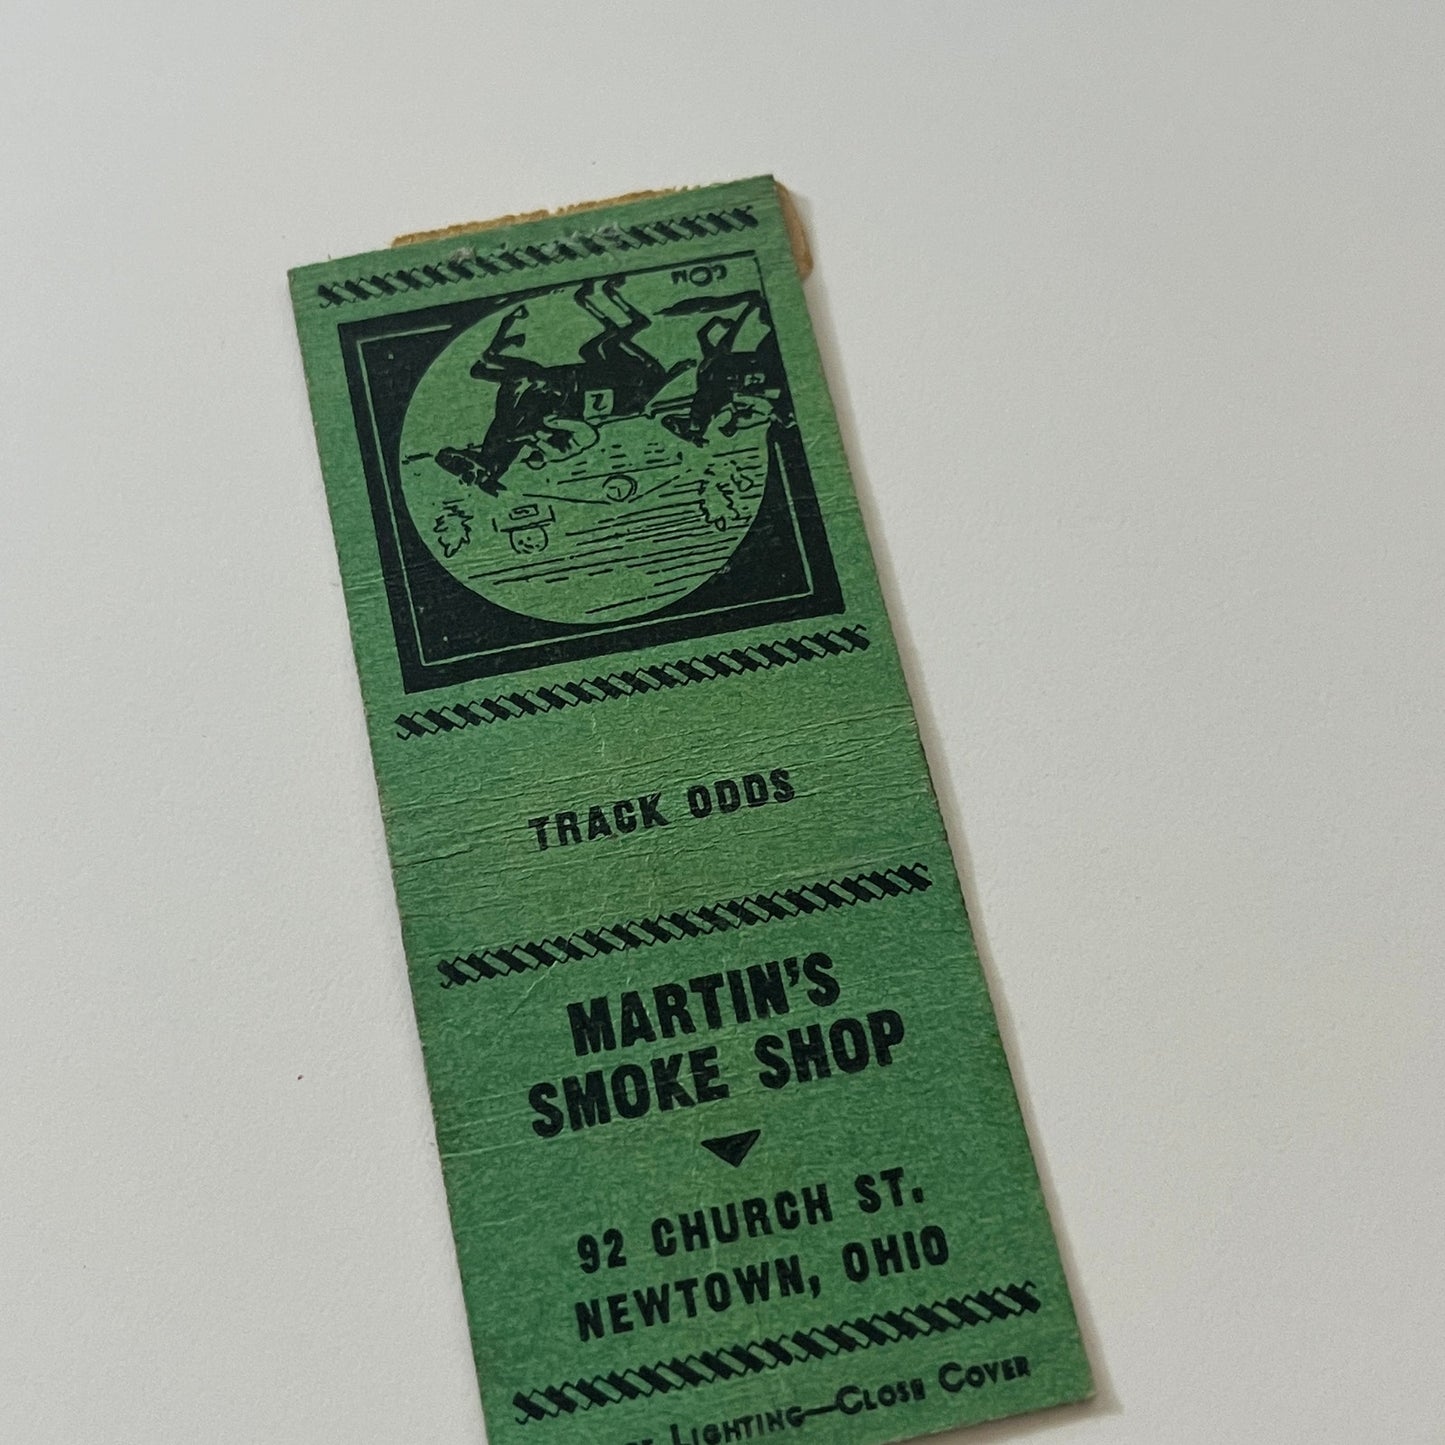 TRACK ODDS
MARTIN'S
SMOKE SHOP
92 CHURCH ST.
NEWTOWN, OHIO
LIGHTING—CLOSE COVER